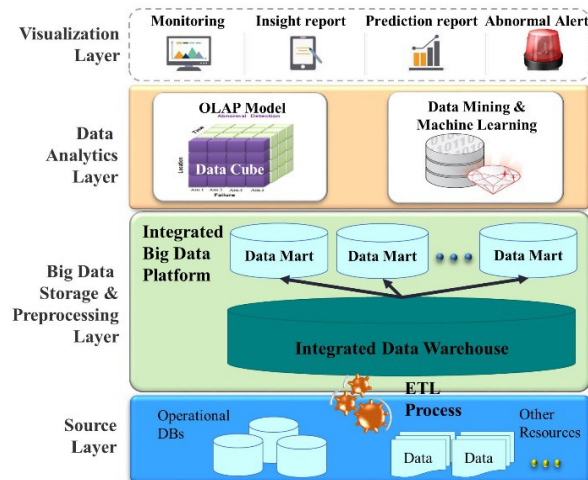 Visualization
Layer
Monitoring
Insight report
Prediction report
Abnormal Alert
Data
Analytics
Layer
OLAP Model
Abnormal Detection
Time
Location
Data Cube
Failure
Data Mining &
Machine Learning
Big Data
Storage &
Preprocessing
Layer
Integrated
Big Data
Platform
Data Mart
Data Mart
Data Mart
Integrated Data Warehouse
ETL
Process
Source
Layer
Operational
DBs
Data
Data
Other
Resources